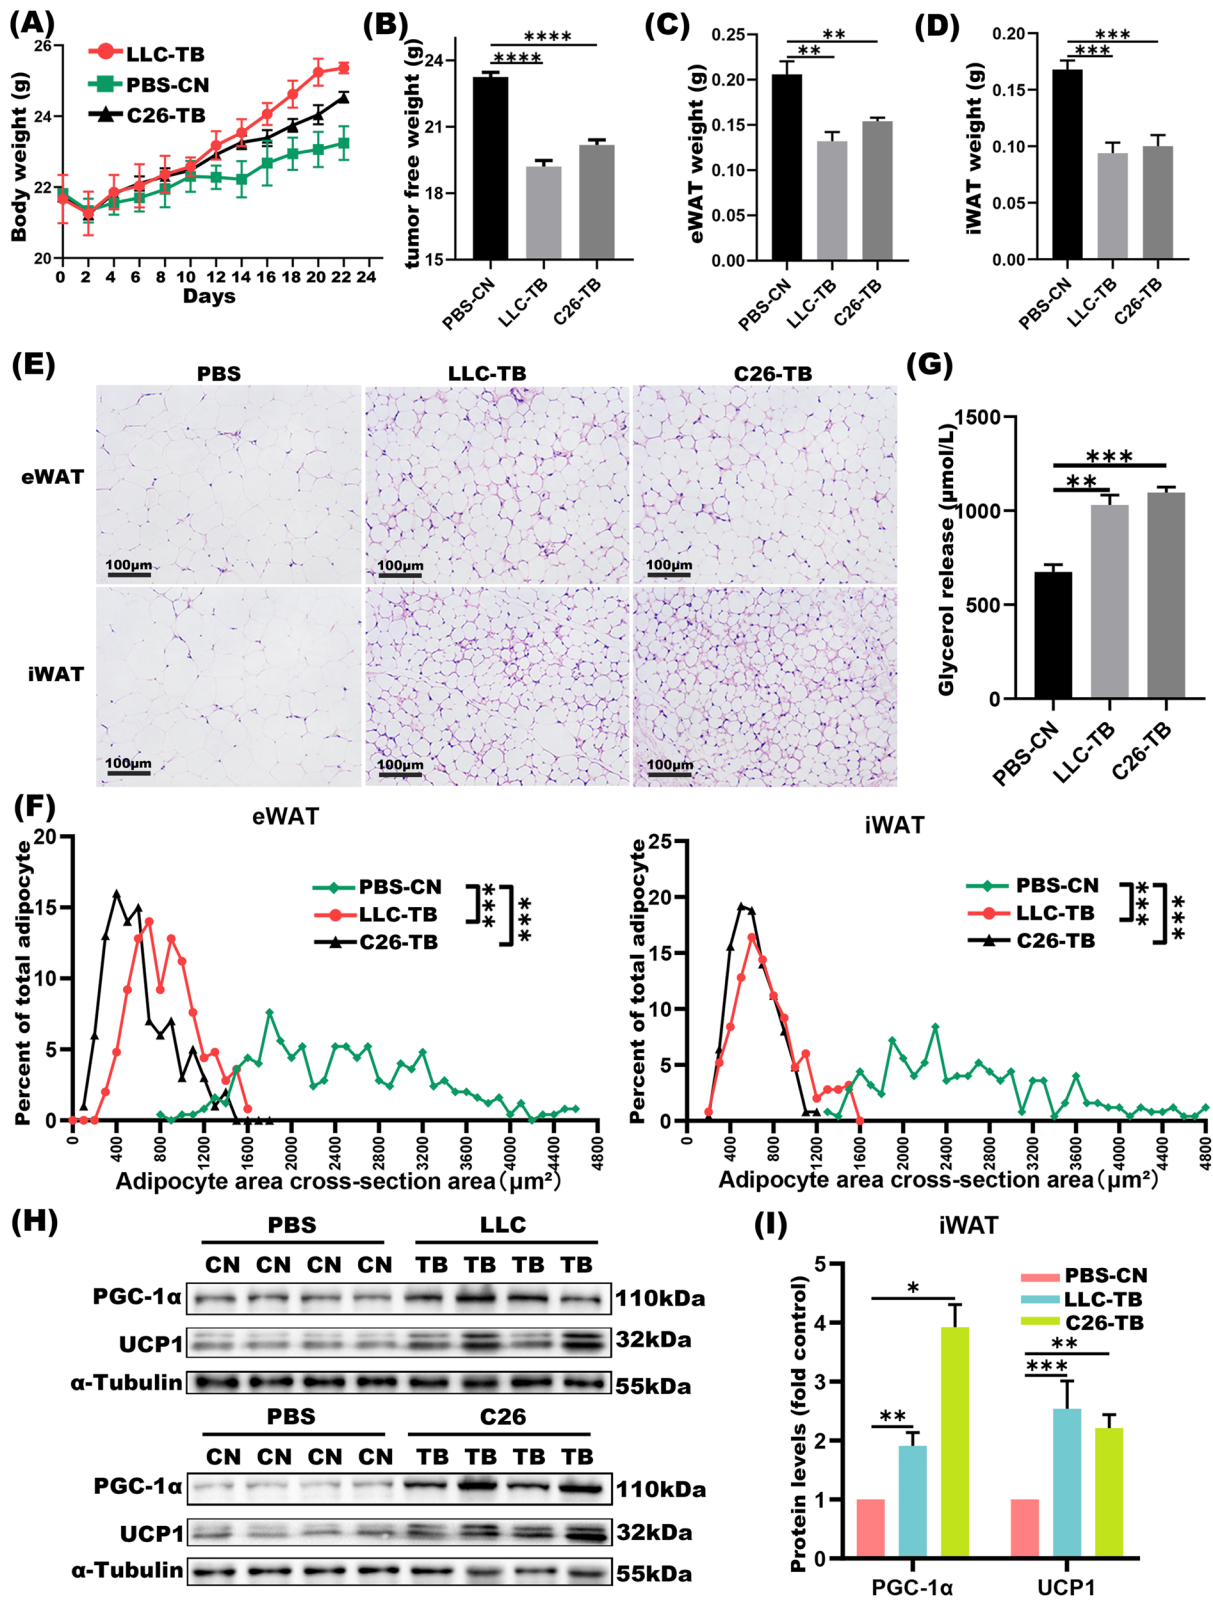 (A)
26
24
22
20
Body weight (g)
LLC-TB
PBS-CN
C26-TB
0 2 4 6 8 10 12 14 16 18 20 22 24
Days
(B)
24
21
18
15
tumor free weight (g)
****
****
PBS-CN
LLC-TB
C26-TB
(C)
0.25
0.20
0.15
0.10
0.05
0.00
eWAT weight (g)
**
**
PBS-CN
LLC-TB
C26-TB
(D)
0.20
0.15
0.10
0.05
0.00
iWAT weight (g)
***
***
PBS-CN
LLC-TB
C26-TB
(E)
PBS LLC-TB C26-TB
eWAT
100μm 100μm 100μm
iWAT
100μm 100μm 100μm
(G)
1500
1000
500
0
Glycerol release (μmol/L)
***
**
PBS-CN
LLC-TB
C26-TB
(F)
eWAT
20
15
10
5
0
Percent of total adipocyte
PBS-CN
LLC-TB
C26-TB
***
***
0 400 800 1200 1600 2000 2400 2800 3200 3600 4000 4400 4800
Adipocyte area cross-section area(μm²)
iWAT
25
20
15
10
5
0
Percent of total adipocyte
PBS-CN
LLC-TB
C26-TB
***
***
0 400 800 1200 1600 2000 2400 2800 3200 3600 4000 4400 4800
Adipocyte area cross-section area(μm²)
(H)
PBS LLC
CN CN CN CN TB TB TB TB
PGC-1α 110kDa
UCP1 32kDa
α-Tubulin 55kDa
PBS C26
CN CN CN CN TB TB TB TB
PGC-1α 110kDa
UCP1 32kDa
α-Tubulin 55kDa
(I)
iWAT
5
4
3
2
1
0
Protein levels (fold control)
PBS-CN
LLC-TB
C26-TB
*
**
**
***
PGC-1α UCP1